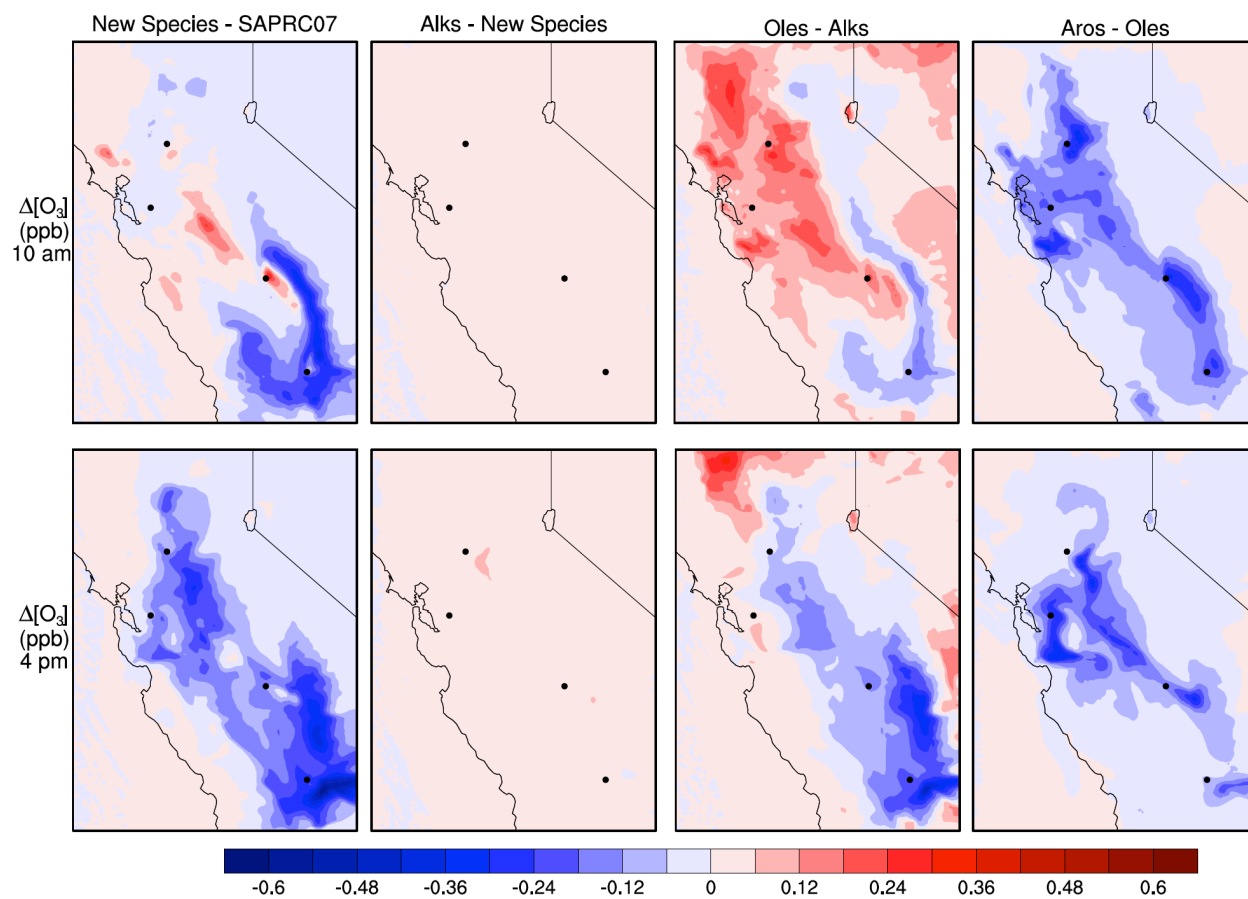 New Species - SAPRC07
Alks - New Species
Oles - Alks
Aros - Oles
Δ[O₃]
(ppb)
10 am
Δ[O₃]
(ppb)
4 pm
-0.6 -0.48 -0.36 -0.24 -0.12 0 0.12 0.24 0.36 0.48 0.6